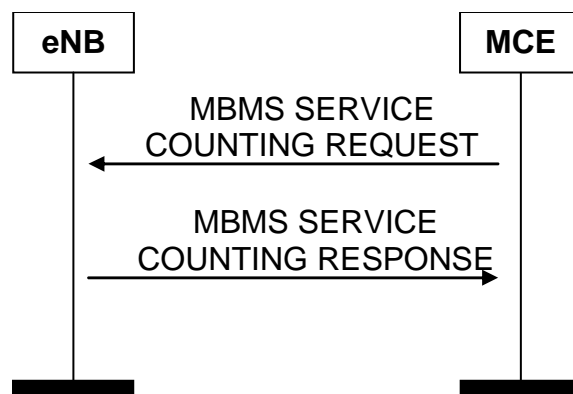 eNB
MCE
MBMS SERVICE
COUNTING REQUEST
MBMS SERVICE
COUNTING RESPONSE